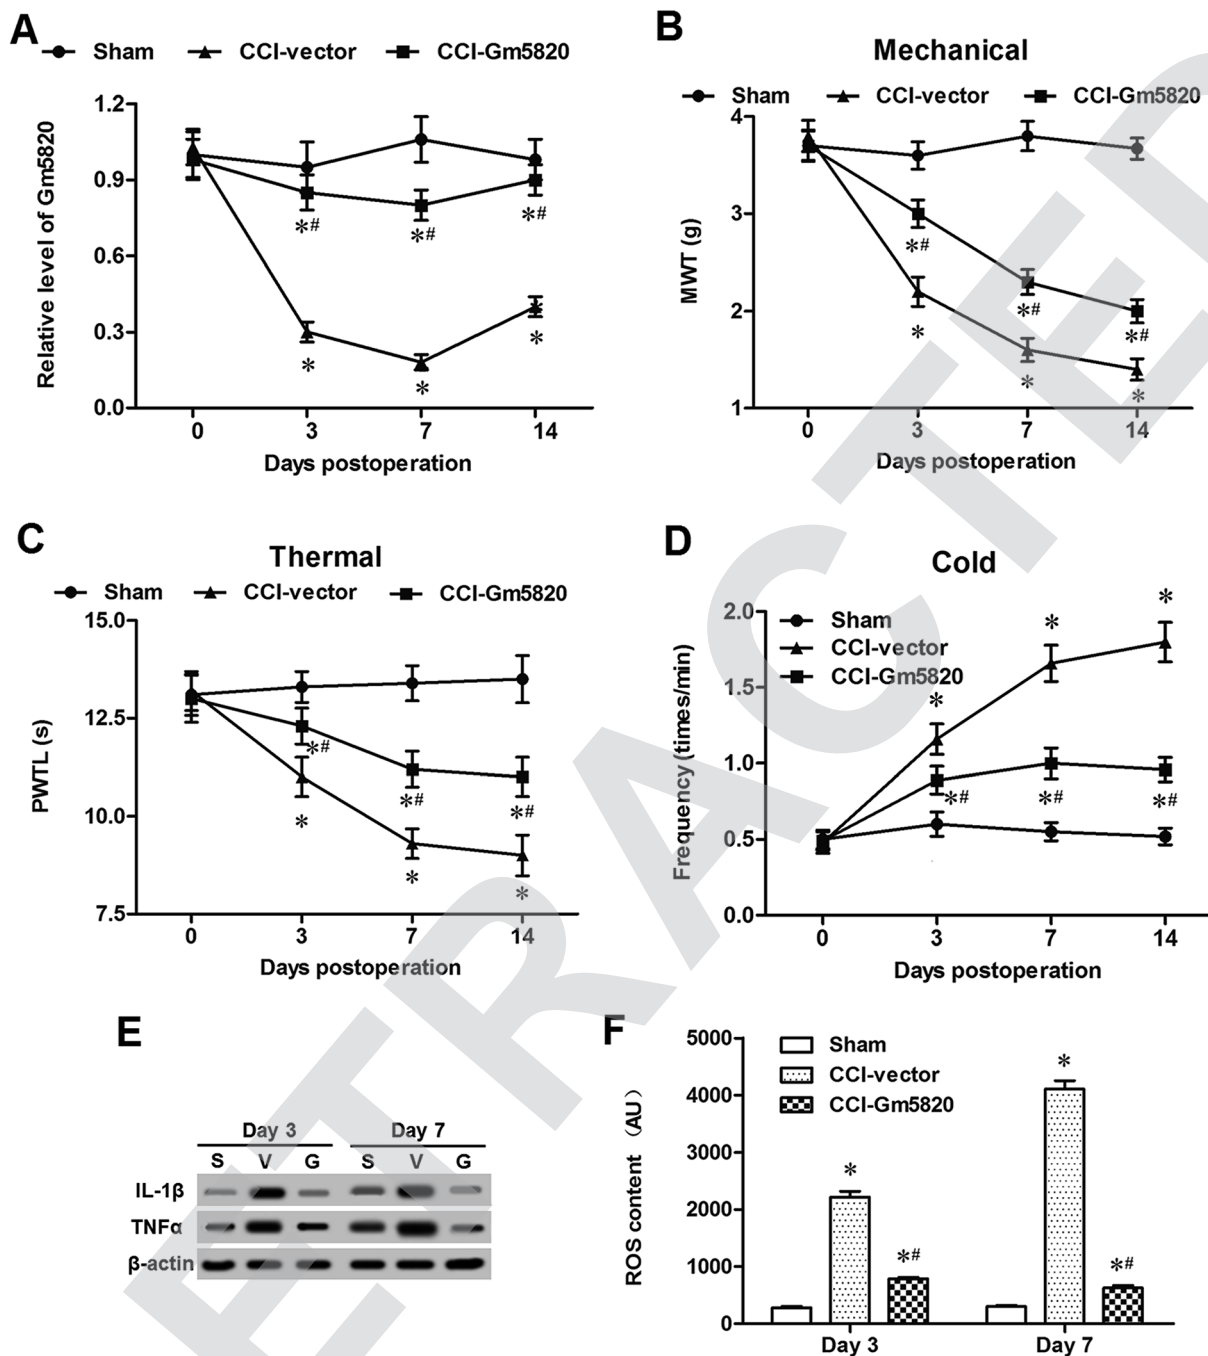 A
Sham CCI-vector CCI-Gm5820
Relative level of Gm5820
1.2
0.9
0.6
0.3
0.0
*#
*#
*#
*
*
*
0 3 7 14
Days postoperation
B
Mechanical
Sham CCI-vector CCI-Gm5820
MWT (g)
4
3
2
1
*#
*#
*#
*
*
*
0 3 7 14
Days postoperation
C
Thermal
Sham CCI-vector CCI-Gm5820
PWTL (s)
15.0
12.5
10.0
7.5
*#
*#
*#
*
*
*
0 3 7 14
Days postoperation
D
Cold
Sham
CCI-vector
CCI-Gm5820
Frequency (times/min)
2.0
1.5
1.0
0.5
0.0
*
*
*
*#
*#
*#
0 3 7 14
Days postoperation
E
Day 3 Day 7
S V G S V G
IL-1β
TNFα
β-actin
F
Sham
CCI-vector
CCI-Gm5820
ROS content (AU)
5000
4000
3000
2000
1000
0
*
*#
*
*#
Day 3 Day 7
RETRACTED